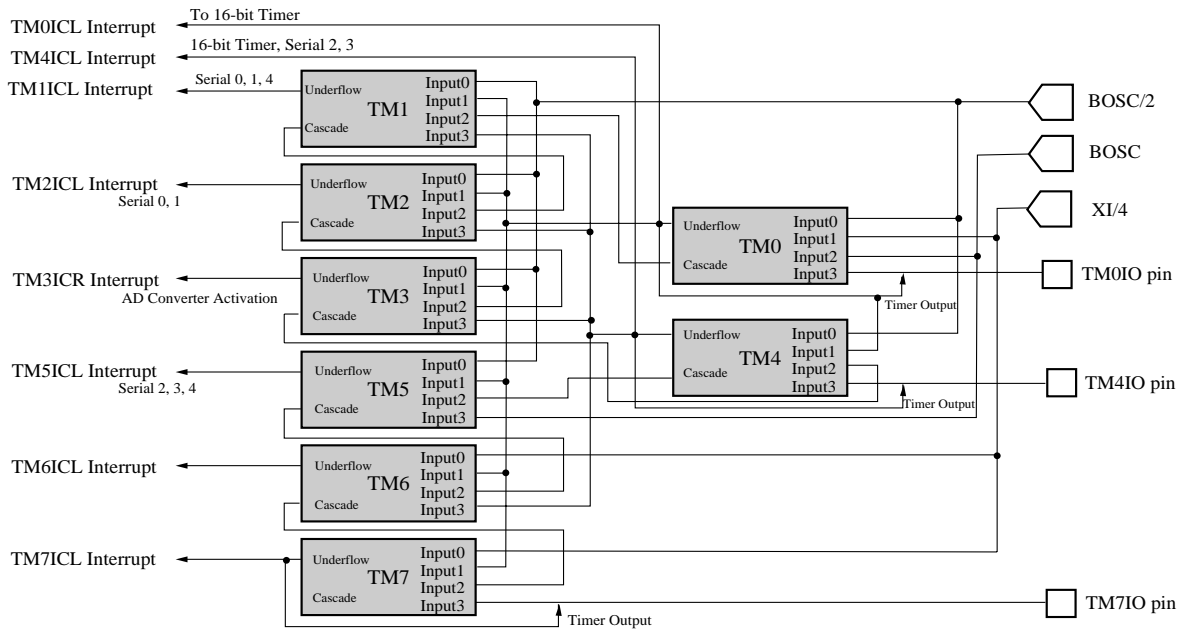 TM0ICL Interrupt
To 16-bit Timer
TM4ICL Interrupt
16-bit Timer, Serial 2, 3
TM1ICL Interrupt
Serial 0, 1, 4
Underflow
TM1
Cascade
Input0
Input1
Input2
Input3
BOSC/2
BOSC
XI/4
TM2ICL Interrupt
Serial 0, 1
Underflow
TM2
Cascade
Input0
Input1
Input2
Input3
Underflow
TM0
Cascade
Input0
Input1
Input2
Input3
TM0IO pin
Timer Output
TM3ICR Interrupt
AD Converter Activation
Underflow
TM3
Cascade
Input0
Input1
Input2
Input3
Underflow
TM4
Cascade
Input0
Input1
Input2
Input3
TM4IO pin
Timer Output
TM5ICL Interrupt
Serial 2, 3, 4
Underflow
TM5
Cascade
Input0
Input1
Input2
Input3
TM6ICL Interrupt
Underflow
TM6
Cascade
Input0
Input1
Input2
Input3
TM7ICL Interrupt
Underflow
TM7
Cascade
Input0
Input1
Input2
Input3
TM7IO pin
Timer Output